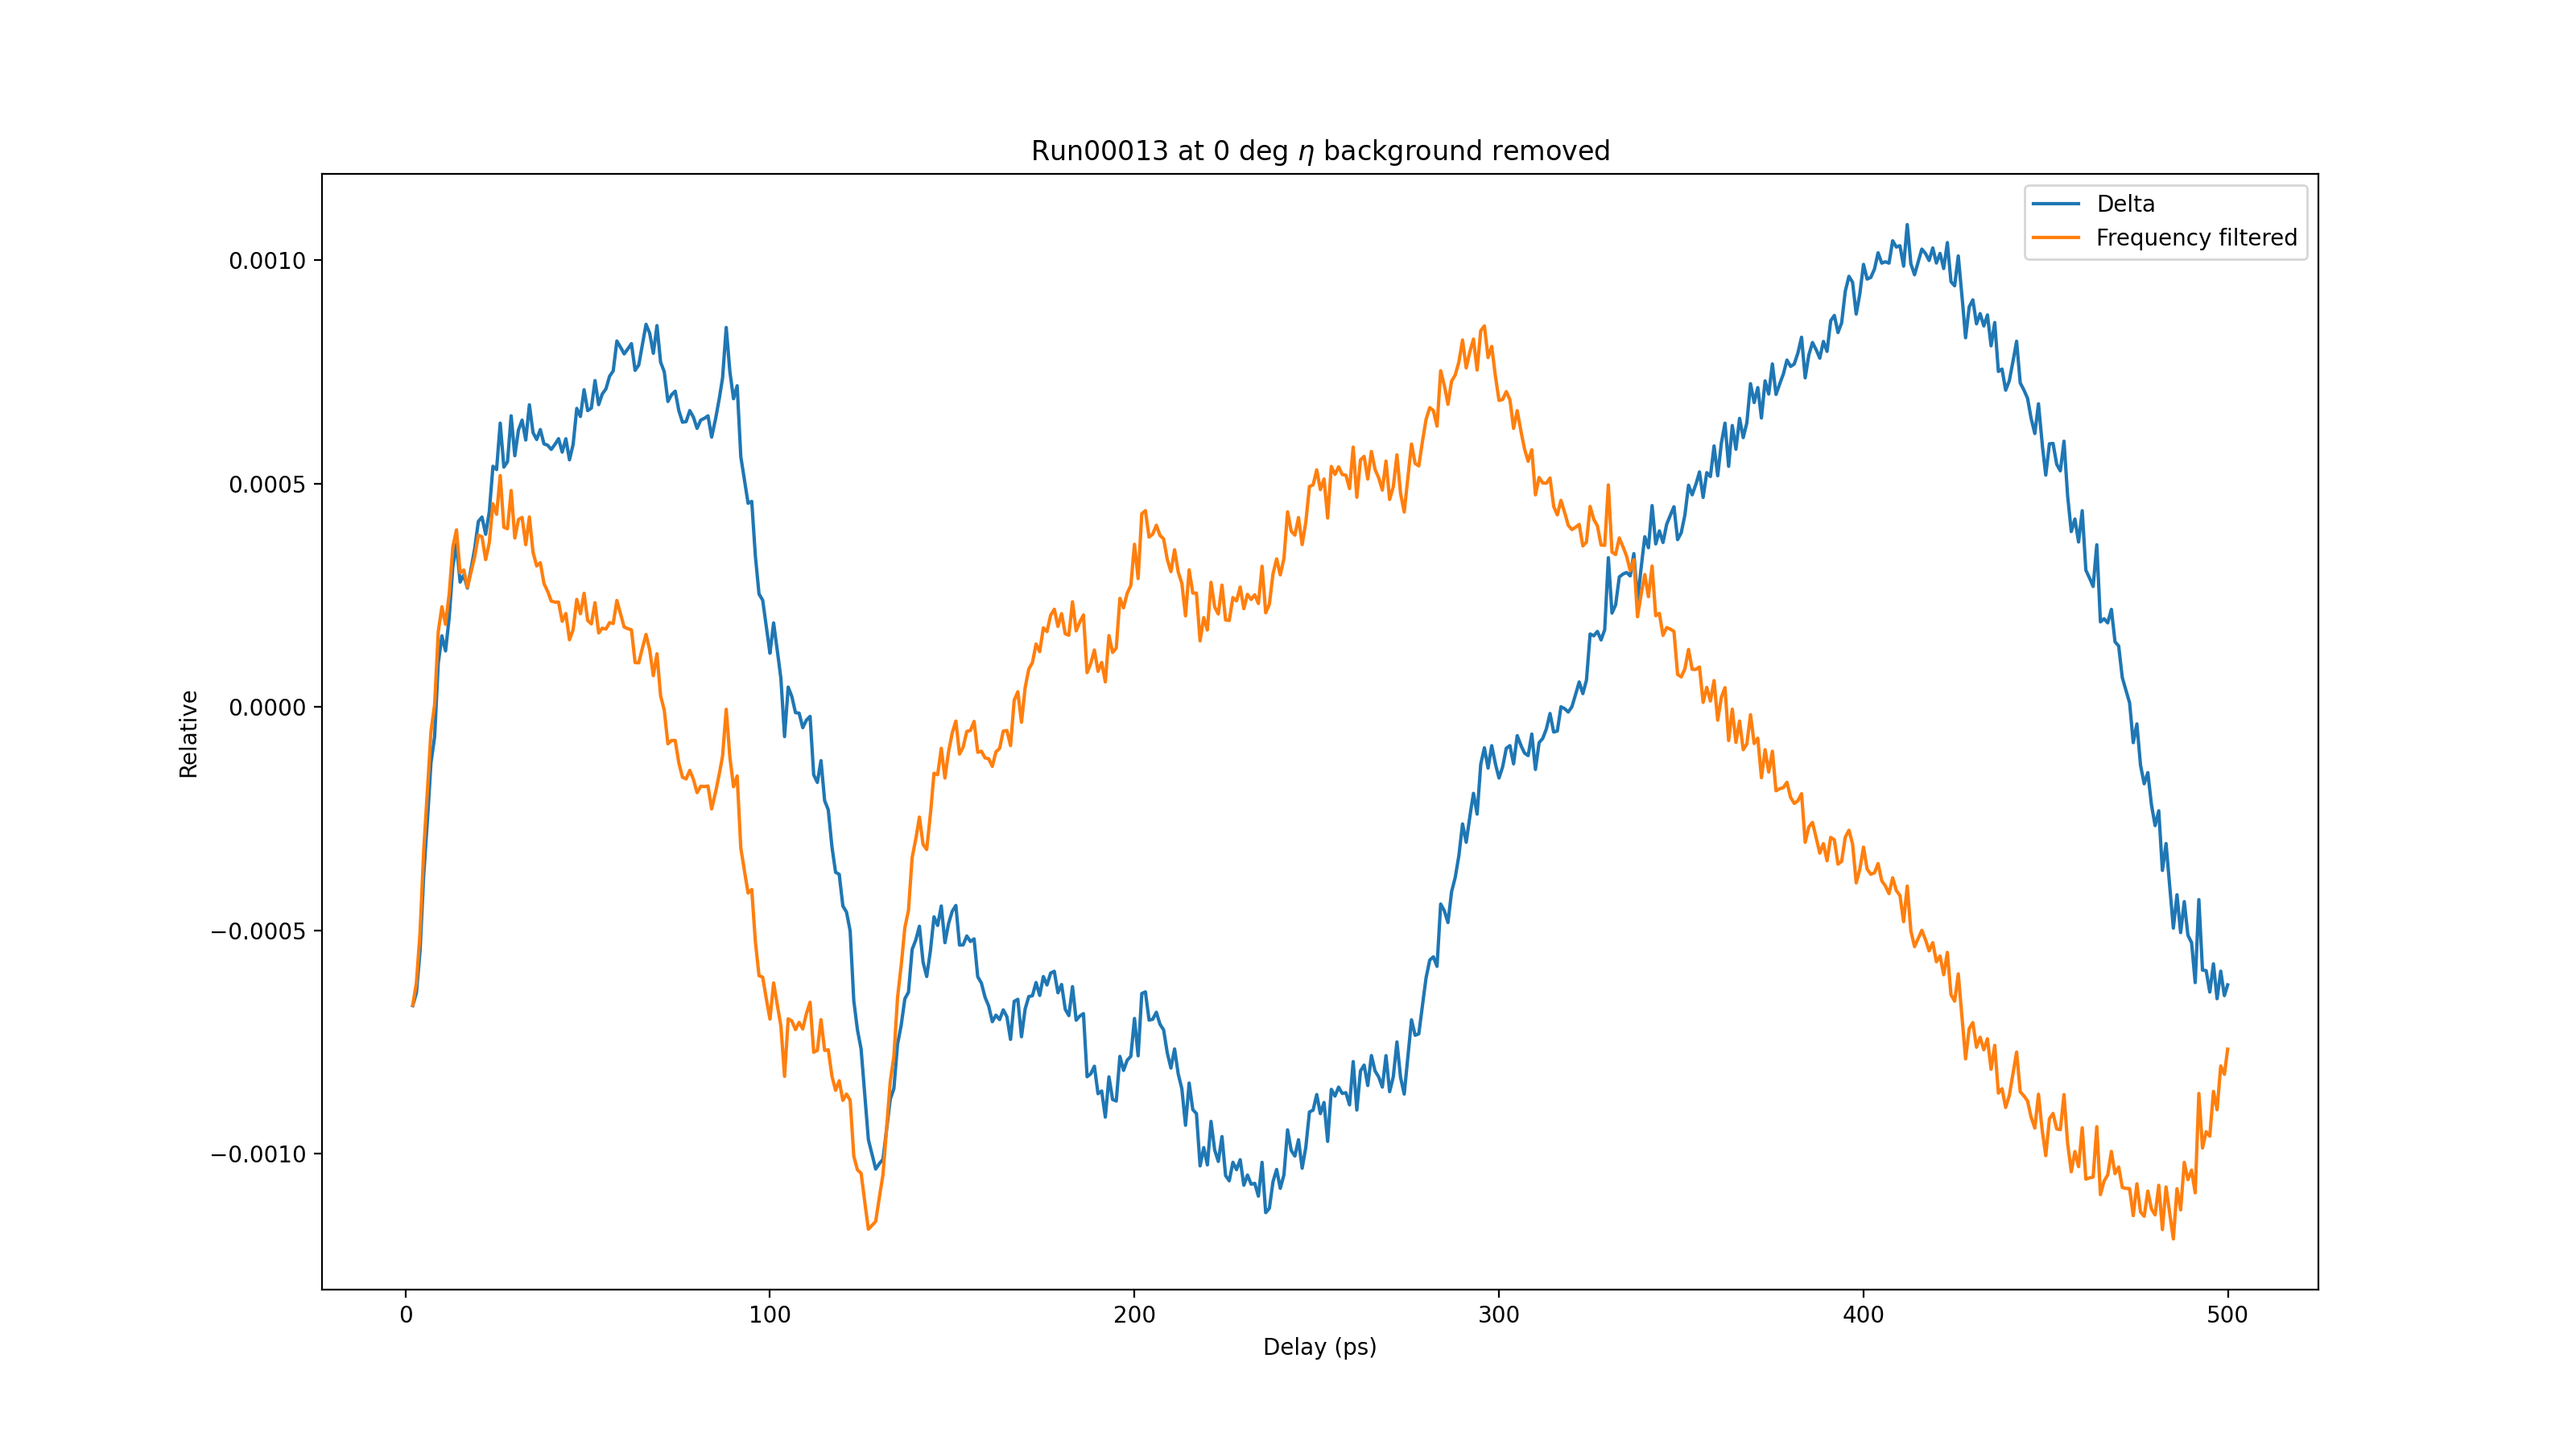 Run00013 at 0 deg η background removed
Delta
Frequency filtered
0.0010
0.0005
0.0000
−0.0005
−0.0010
Relative
0 100 200 300 400 500
Delay (ps)